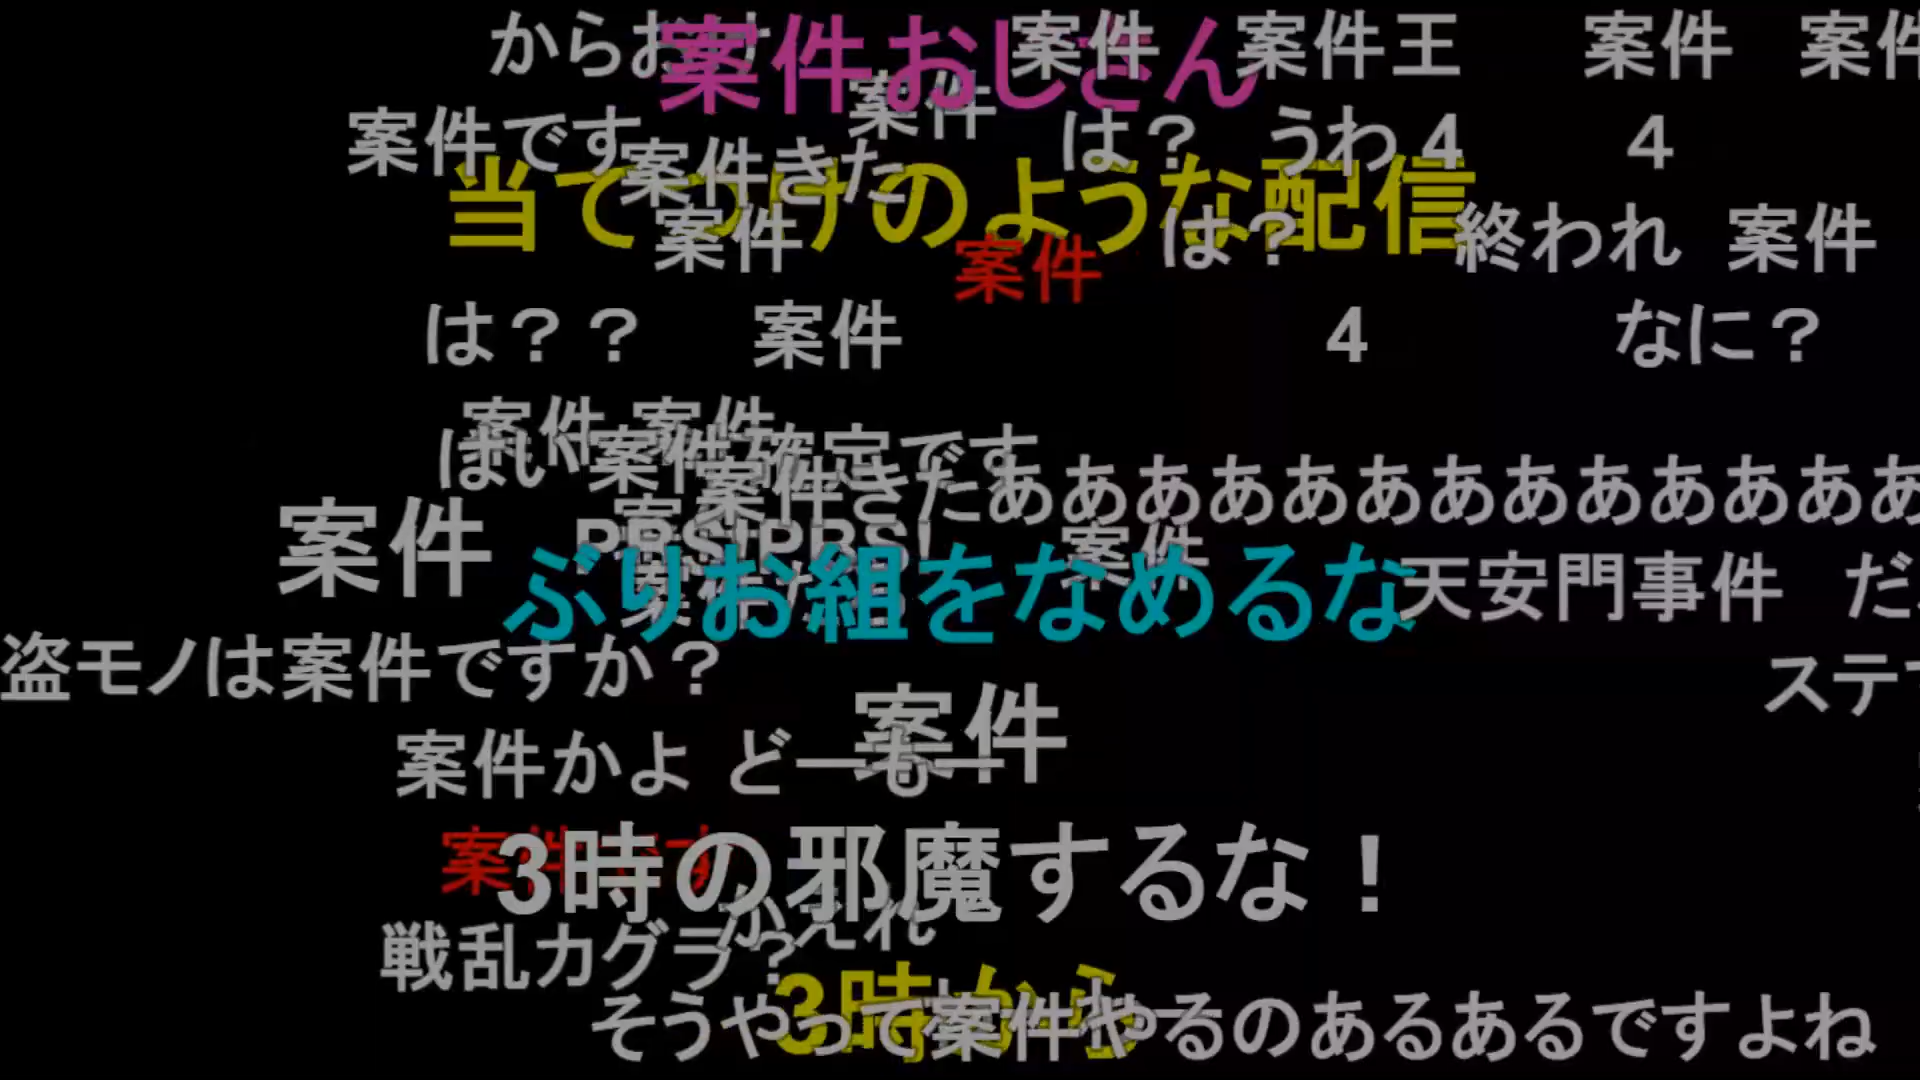 案件おじさん
案件
案件王
案件
案件
案件
案件です
案件きた
は？
うわ
4
4
当てつけのような配信
案件
は？
終われ
案件
案件
は？？
案件
4
なに？
案件
案件
はい案件確定です
案件きたあああああああああああああ
案件
案件
天安門事件
ぶりお組をなめるな
盗モノは案件ですか？
案件
案件かよ
どーもー
案件です
3時の邪魔するな！
かえれ
戦乱カグラ？
3時から
そうやって案件やるのあるあるですよね